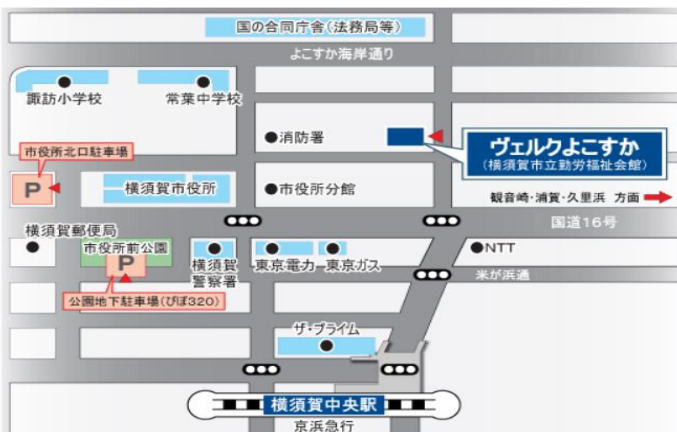 国の合同庁舎(法務局等)
よこすか海岸通り
諏訪小学校
常葉中学校
●消防署
ヴェルクよこすか
(横須賀市立勤労福祉会館)
市役所北口駐車場
P
横須賀市役所
●市役所分館
観音崎・浦賀・久里浜 方面
国道16号
横須賀郵便局
市役所前公園
P
横須賀
警察署
東京電力
東京ガス
●NTT
米が浜通
公園地下駐車場(ぴぽ320)
ザ・プライム
横須賀中央駅
京浜急行